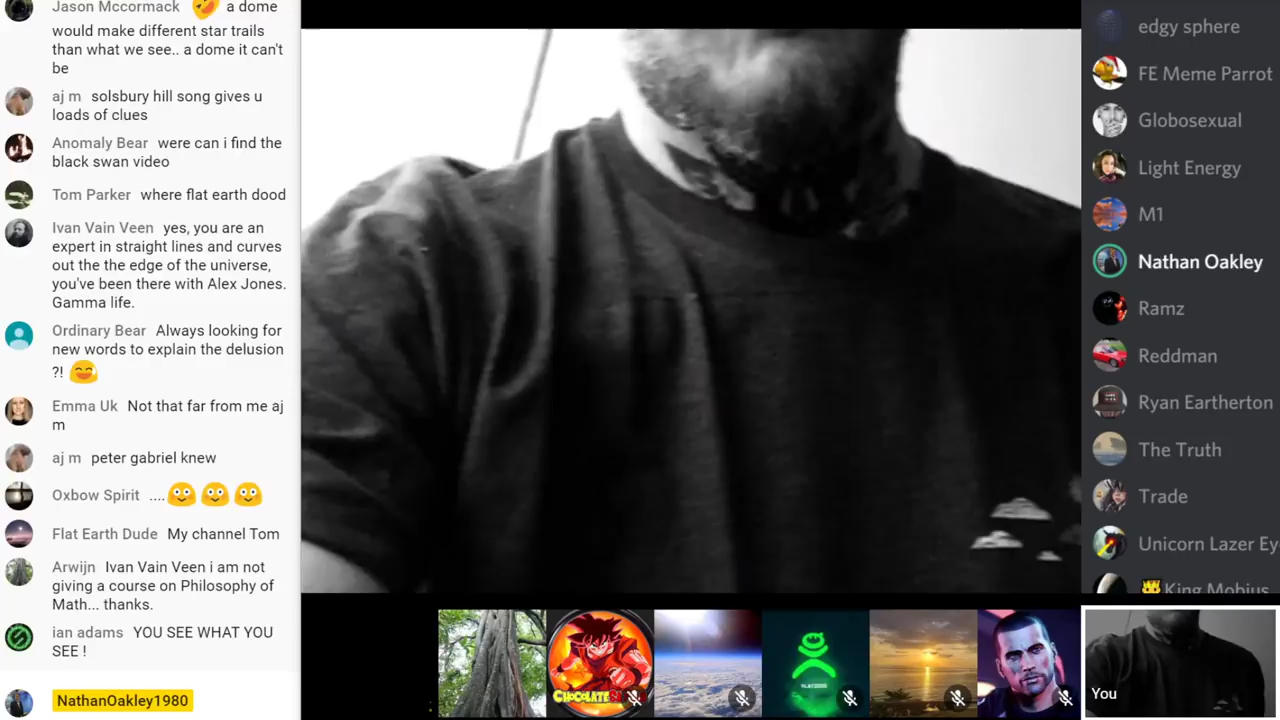 Jason Mccormack 🤣 a dome
would make different star trails
than what we see.. a dome it can't
be
aj m solsbury hill song gives u
loads of clues
Anomaly Bear were can i find the
black swan video
Tom Parker where flat earth dood
Ivan Vain Veen yes, you are an
expert in straight lines and curves
out the the edge of the universe,
you've been there with Alex Jones.
Gamma life.
Ordinary Bear Always looking for
new words to explain the delusion
?! 😄
Emma Uk Not that far from me aj
m
aj m peter gabriel knew
Oxbow Spirit ....🙄🙄🙄
Flat Earth Dude My channel Tom
Arwijn Ivan Vain Veen i am not
giving a course on Philosophy of
Math... thanks.
ian adams YOU SEE WHAT YOU
SEE !
NathanOakley1980
CHOCOLATE
You
edgy sphere
FE Meme Parrot
Globosexual
Light Energy
M1
Nathan Oakley
Ramz
Reddman
Ryan Eartherton
The Truth
Trade
Unicorn Lazer Ey
👑King Mobius